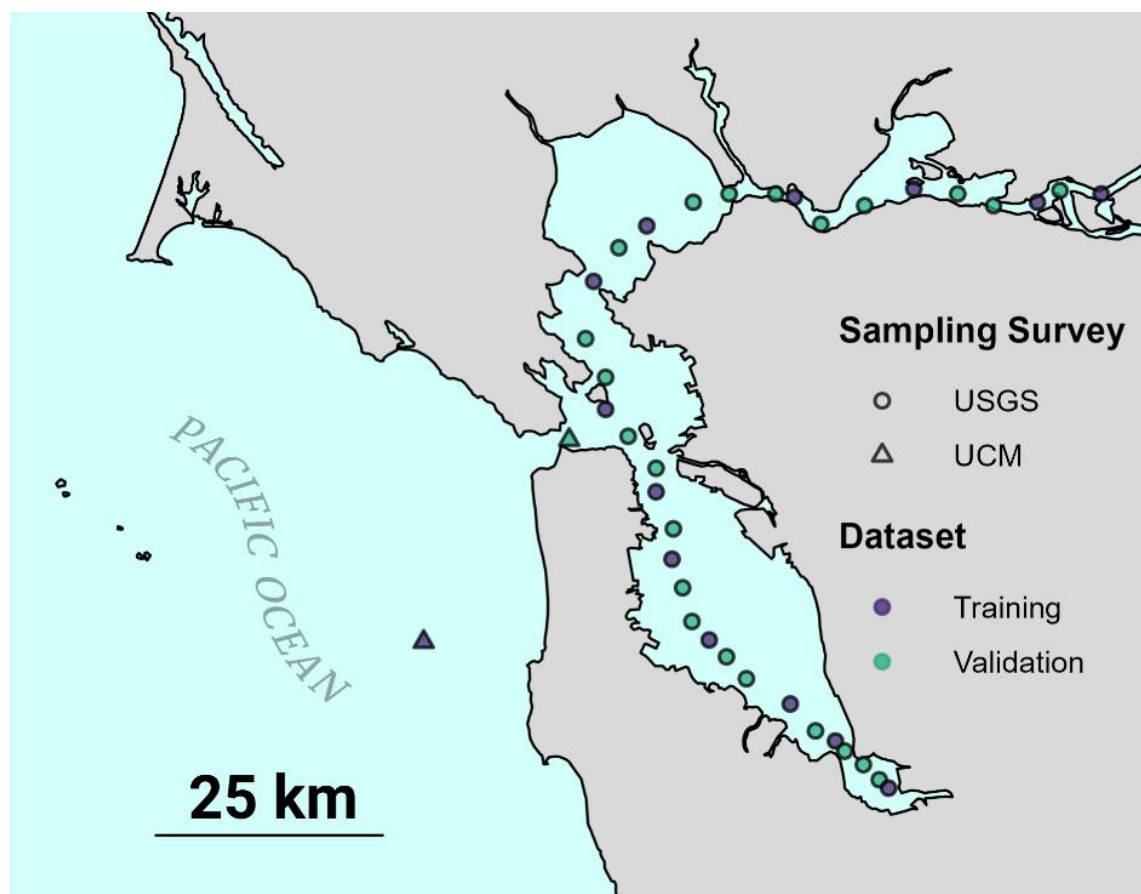 Sampling Survey
USGS
UCM
PACIFIC OCEAN
Dataset
Training
Validation
25 km